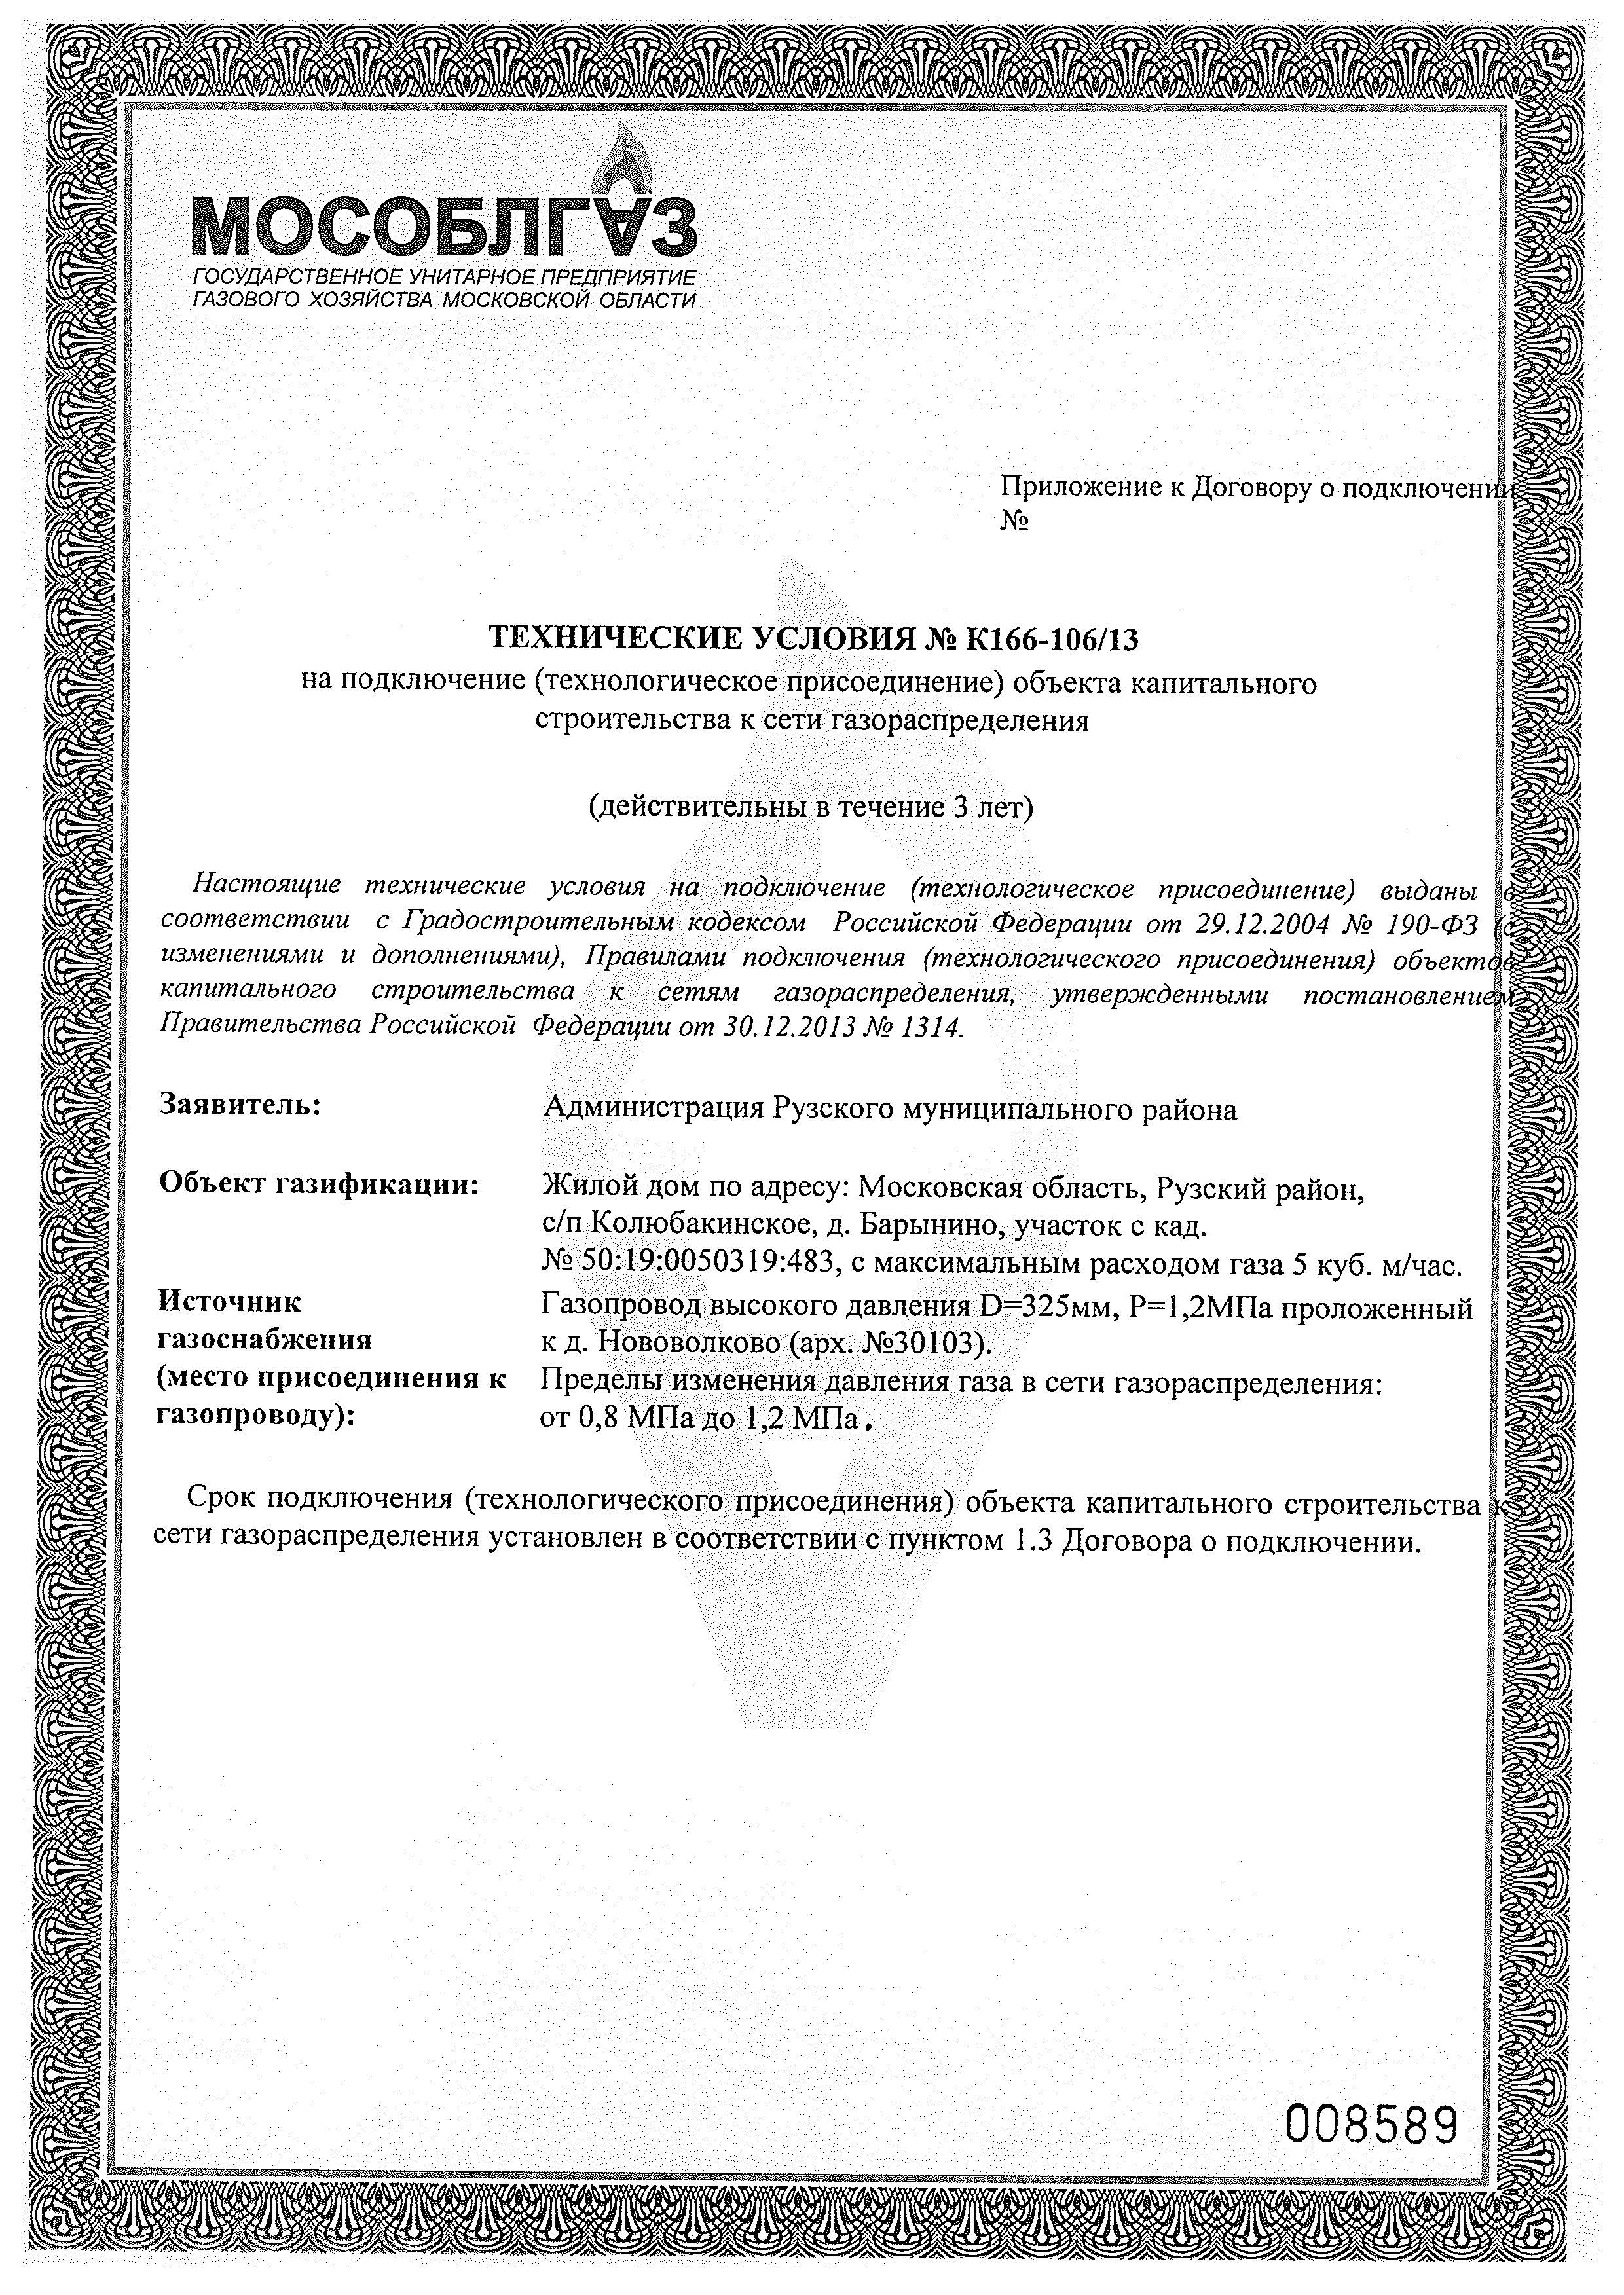 МОСОБЛГАЗ
ГОСУДАРСТВЕННОЕ УНИТАРНОЕ ПРЕДПРИЯТИЕ
ГАЗОВОГО ХОЗЯЙСТВА МОСКОВСКОЙ ОБЛАСТИ
Приложение к Договору о подключении
№
ТЕХНИЧЕСКИЕ УСЛОВИЯ № К166-106/13
на подключение (технологическое присоединение) объекта капитального
строительства к сети газораспределения
(действительны в течение 3 лет)
Настоящие технические условия на подключение (технологическое присоединение) выданы в
соответствии с Градостроительным кодексом Российской Федерации от 29.12.2004 № 190-ФЗ (с
изменениями и дополнениями), Правилами подключения (технологического присоединения) объектов
капитального строительства к сетям газораспределения, утвержденными постановлением
Правительства Российской Федерации от 30.12.2013 № 1314.
Заявитель: Администрация Рузского муниципального района
Объект газификации: Жилой дом по адресу: Московская область, Рузский район,
с/п Колюбакинское, д. Барынино, участок с кад.
№ 50:19:0050319:483, с максимальным расходом газа 5 куб. м/час.
Источник Газопровод высокого давления D=325мм, Р=1,2МПа проложенный
газоснабжения к д. Нововолково (арх. №30103).
(место присоединения к Пределы изменения давления газа в сети газораспределения:
газопроводу): от 0,8 МПа до 1,2 МПа.
Срок подключения (технологического присоединения) объекта капитального строительства к
сети газораспределения установлен в соответствии с пунктом 1.3 Договора о подключении.
008589